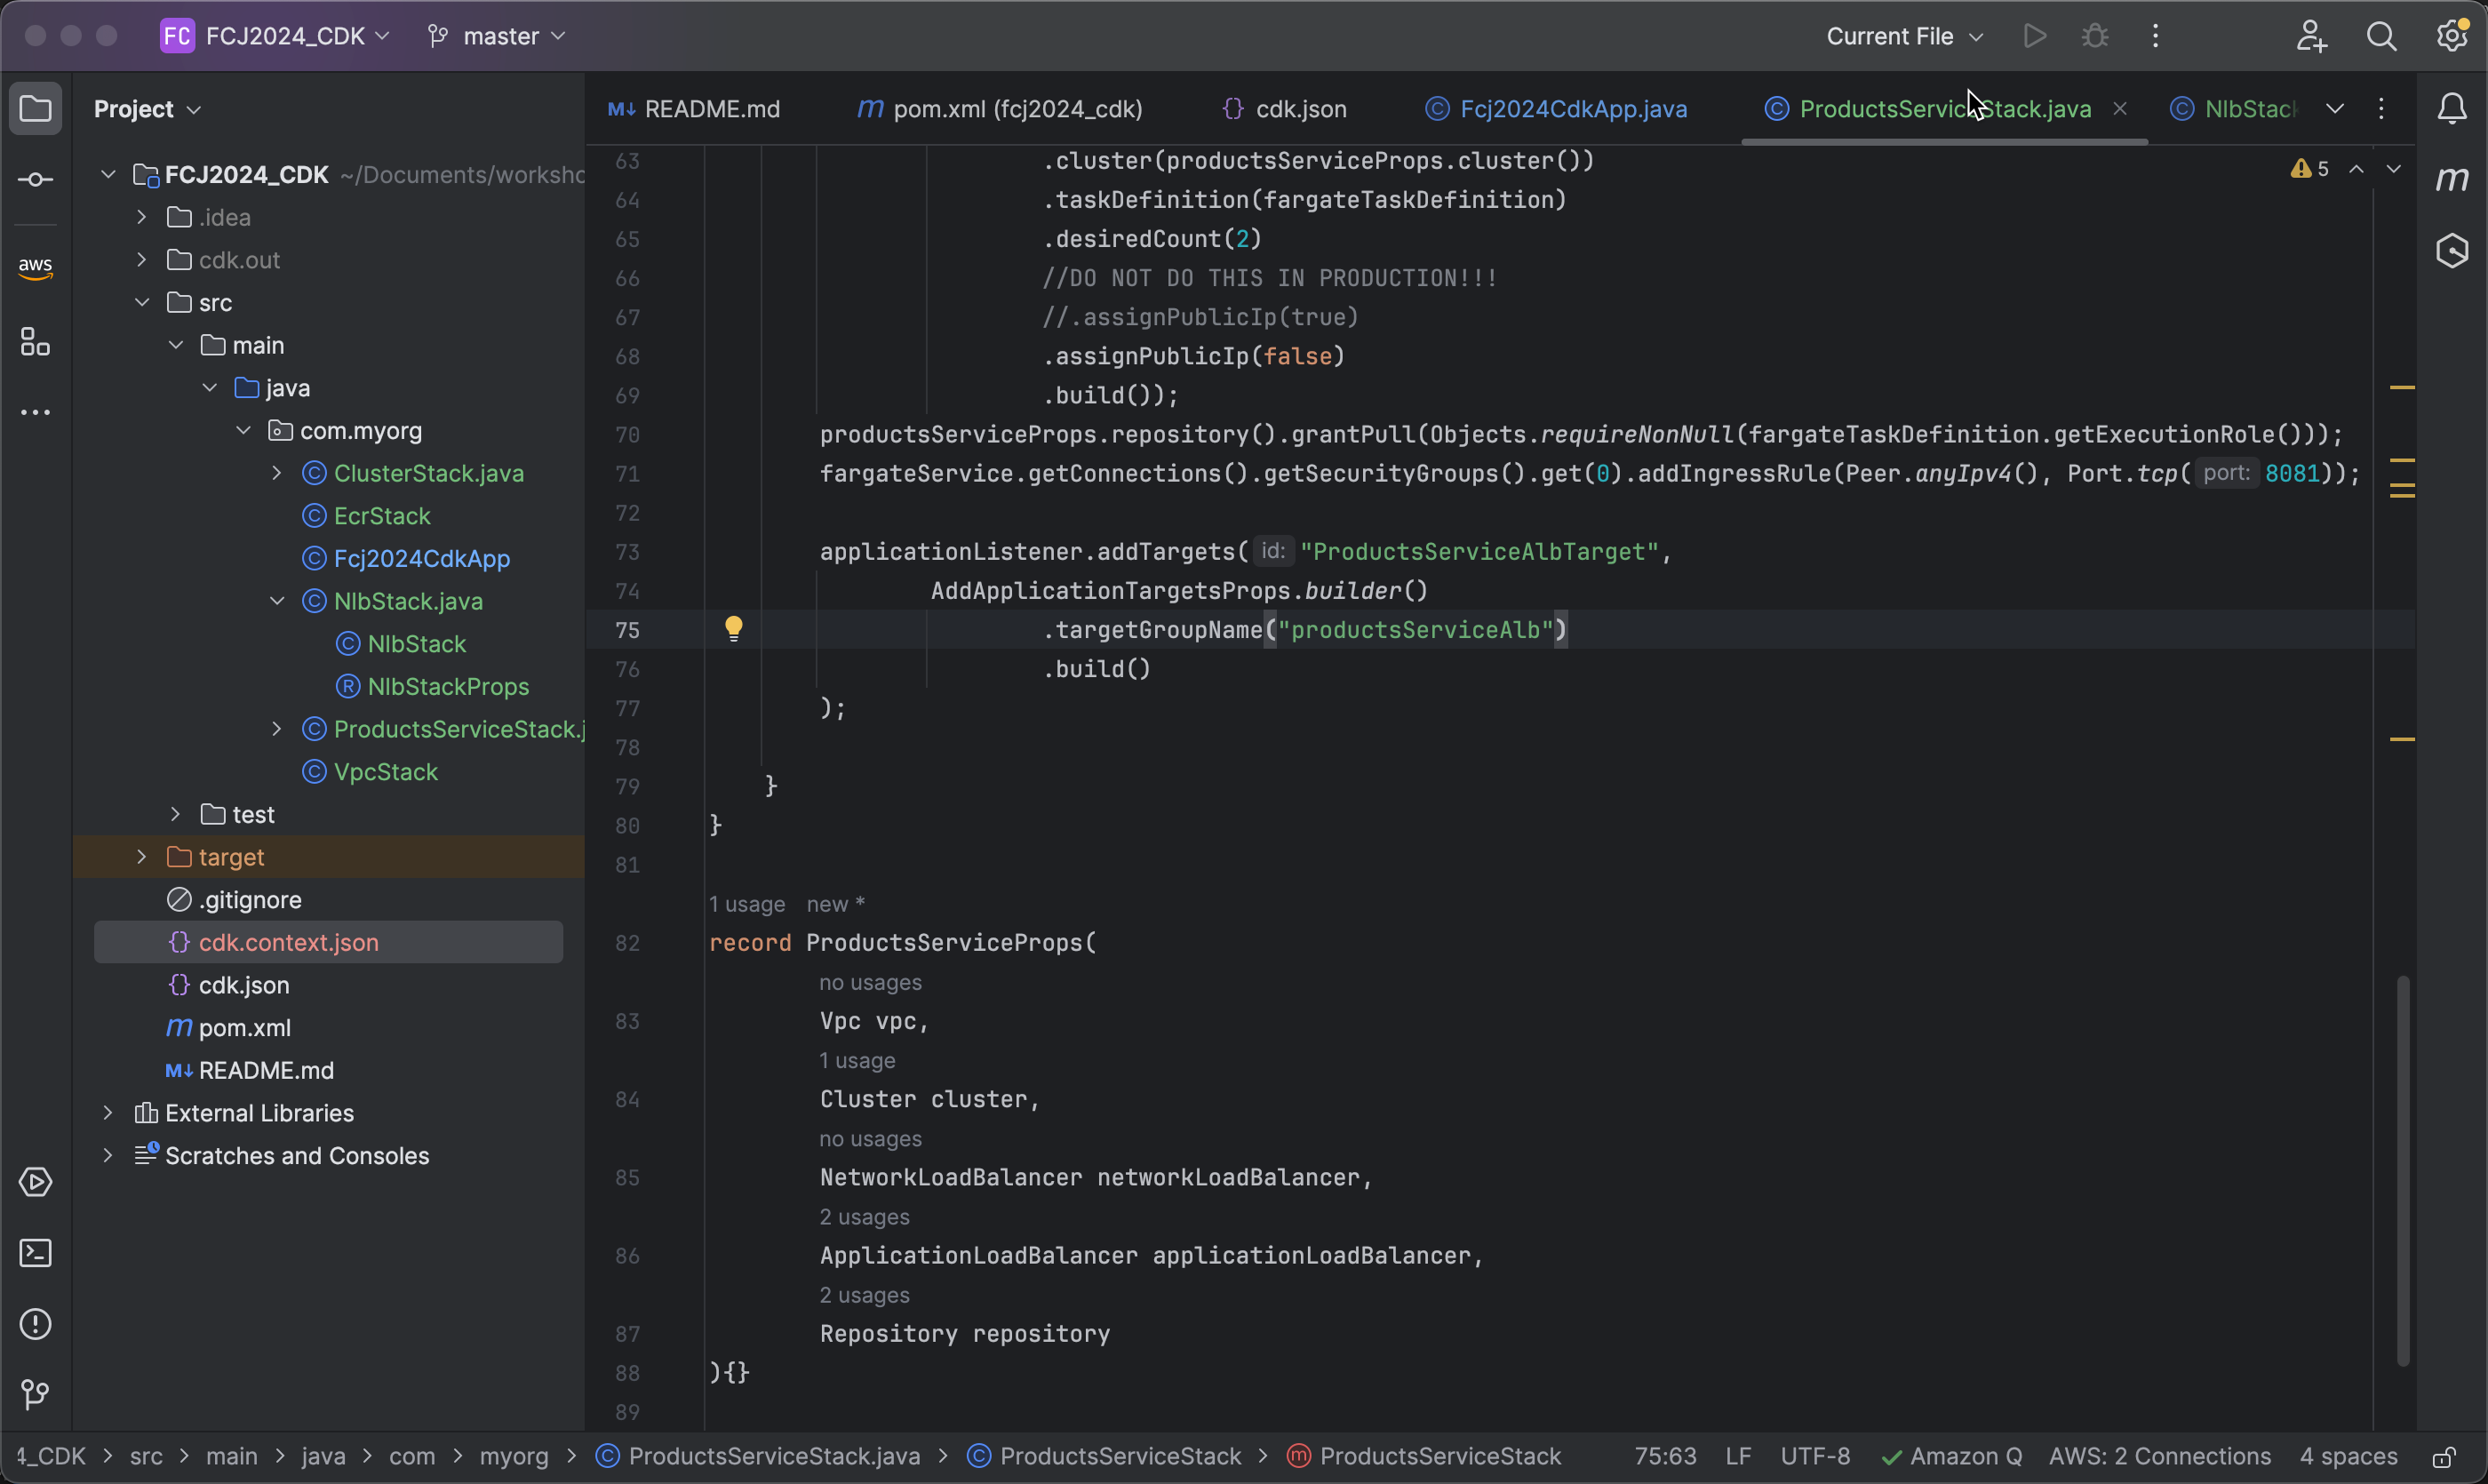 FC FCJ2024_CDK master Current File
Project
README.md pom.xml (fcj2024_cdk) cdk.json Fcj2024CdkApp.java ProductsServiceStack.java NlbStack
FCJ2024_CDK ~/Documents/worksho
.idea
cdk.out
src
main
java
com.myorg
ClusterStack.java
EcrStack
Fcj2024CdkApp
NlbStack.java
NlbStack
NlbStackProps
ProductsServiceStack.j
VpcStack
test
target
.gitignore
cdk.context.json
cdk.json
pom.xml
README.md
External Libraries
Scratches and Consoles
aws
5
63 .cluster(productsServiceProps.cluster())
64 .taskDefinition(fargateTaskDefinition)
65 .desiredCount(2)
66 //DO NOT DO THIS IN PRODUCTION!!!
67 //.assignPublicIp(true)
68 .assignPublicIp(false)
69 .build());
70 productsServiceProps.repository().grantPull(Objects.requireNonNull(fargateTaskDefinition.getExecutionRole()));
71 fargateService.getConnections().getSecurityGroups().get(0).addIngressRule(Peer.anyIpv4(), Port.tcp( port: 8081));
72
73 applicationListener.addTargets( id: "ProductsServiceAlbTarget",
74 AddApplicationTargetsProps.builder()
75 .targetGroupName("productsServiceAlb")
76 .build()
77 );
78
79 }
80 }
81
1 usage new *
82 record ProductsServiceProps(
no usages
83 Vpc vpc,
1 usage
84 Cluster cluster,
no usages
85 NetworkLoadBalancer networkLoadBalancer,
2 usages
86 ApplicationLoadBalancer applicationLoadBalancer,
2 usages
87 Repository repository
88 ){}
89
4_CDK > src > main > java > com > myorg > ProductsServiceStack.java > ProductsServiceStack > ProductsServiceStack 75:63 LF UTF-8 Amazon Q AWS: 2 Connections 4 spaces